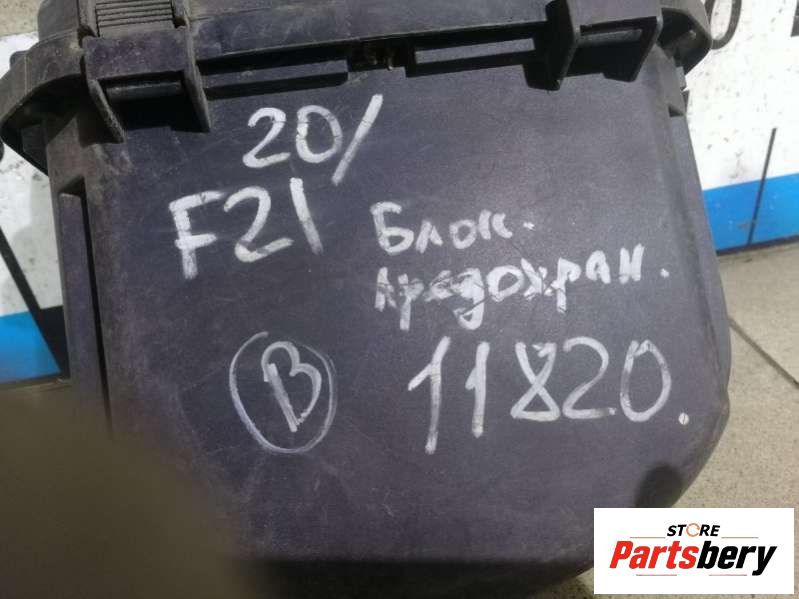 20/
F21
Блок.
предохран.
B
11820.
STORE
Partsbery